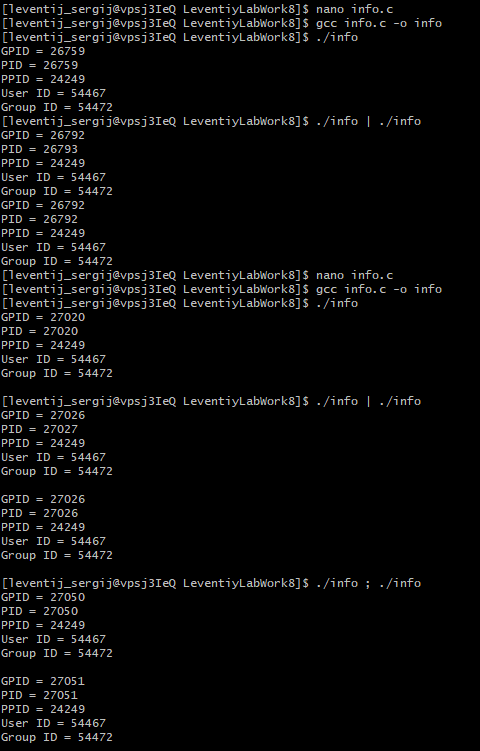 [leventij_sergij@vpsj3IeQ LeventiyLabWork8]$ nano info.c
[leventij_sergij@vpsj3IeQ LeventiyLabWork8]$ gcc info.c -o info
[leventij_sergij@vpsj3IeQ LeventiyLabWork8]$ ./info
GPID = 26759
PID = 26759
PPID = 24249
User ID = 54467
Group ID = 54472
[leventij_sergij@vpsj3IeQ LeventiyLabWork8]$ ./info | ./info
GPID = 26792
PID = 26793
PPID = 24249
User ID = 54467
Group ID = 54472
GPID = 26792
PID = 26792
PPID = 24249
User ID = 54467
Group ID = 54472
[leventij_sergij@vpsj3IeQ LeventiyLabWork8]$ nano info.c
[leventij_sergij@vpsj3IeQ LeventiyLabWork8]$ gcc info.c -o info
[leventij_sergij@vpsj3IeQ LeventiyLabWork8]$ ./info
GPID = 27020
PID = 27020
PPID = 24249
User ID = 54467
Group ID = 54472
[leventij_sergij@vpsj3IeQ LeventiyLabWork8]$ ./info | ./info
GPID = 27026
PID = 27027
PPID = 24249
User ID = 54467
Group ID = 54472
GPID = 27026
PID = 27026
PPID = 24249
User ID = 54467
Group ID = 54472
[leventij_sergij@vpsj3IeQ LeventiyLabWork8]$ ./info ; ./info
GPID = 27050
PID = 27050
PPID = 24249
User ID = 54467
Group ID = 54472
GPID = 27051
PID = 27051
PPID = 24249
User ID = 54467
Group ID = 54472